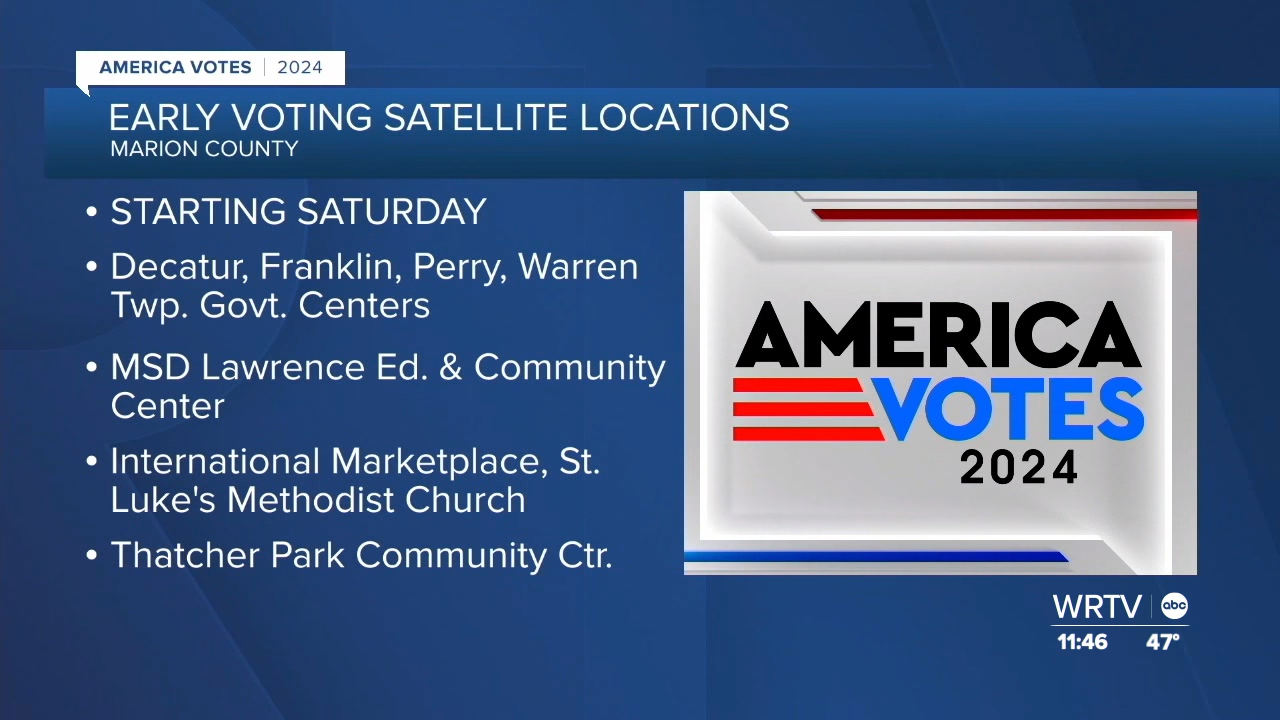 AMERICA VOTES | 2024
EARLY VOTING SATELLITE LOCATIONS
MARION COUNTY
• STARTING SATURDAY
• Decatur, Franklin, Perry, Warren
Twp. Govt. Centers
• MSD Lawrence Ed. & Community
Center
• International Marketplace, St.
Luke's Methodist Church
• Thatcher Park Community Ctr.
AMERICA
VOTES
2024
WRTV | abc
11:46 47°